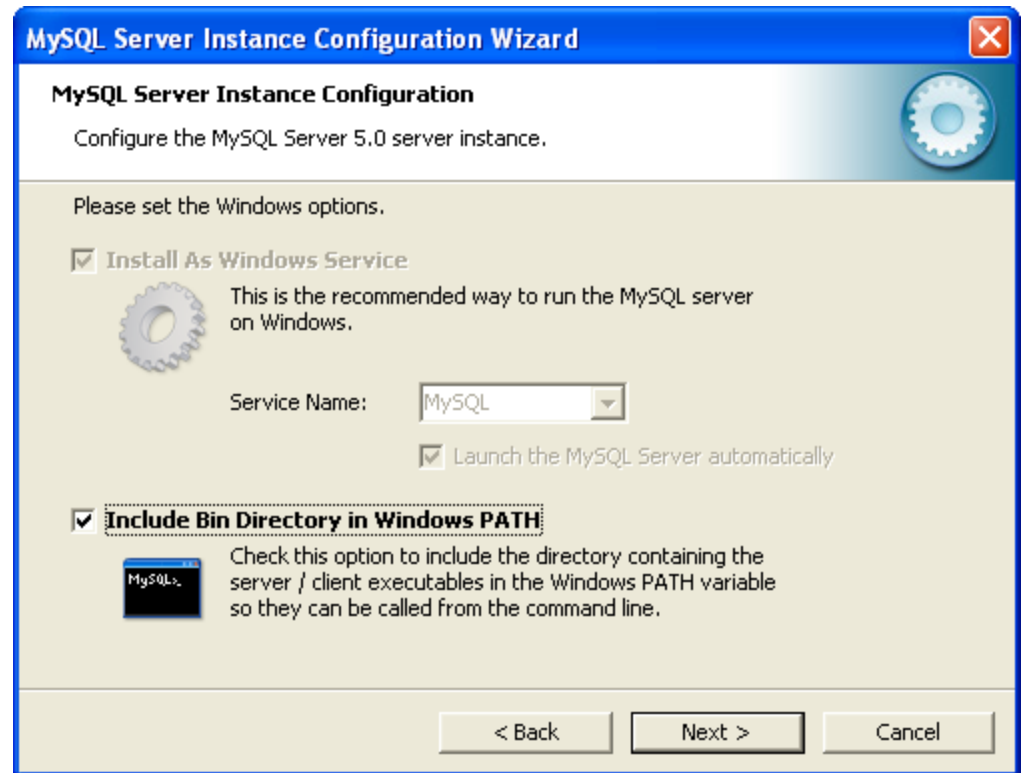 MySQL Server Instance Configuration Wizard
MySQL Server Instance Configuration
Configure the MySQL Server 5.0 server instance.
Please set the Windows options.
Install As Windows Service
This is the recommended way to run the MySQL server
on Windows.
Service Name:
MySQL
Launch the MySQL Server automatically
Include Bin Directory in Windows PATH
MySQL>_
Check this option to include the directory containing the
server / client executables in the Windows PATH variable
so they can be called from the command line.
< Back
Next >
Cancel